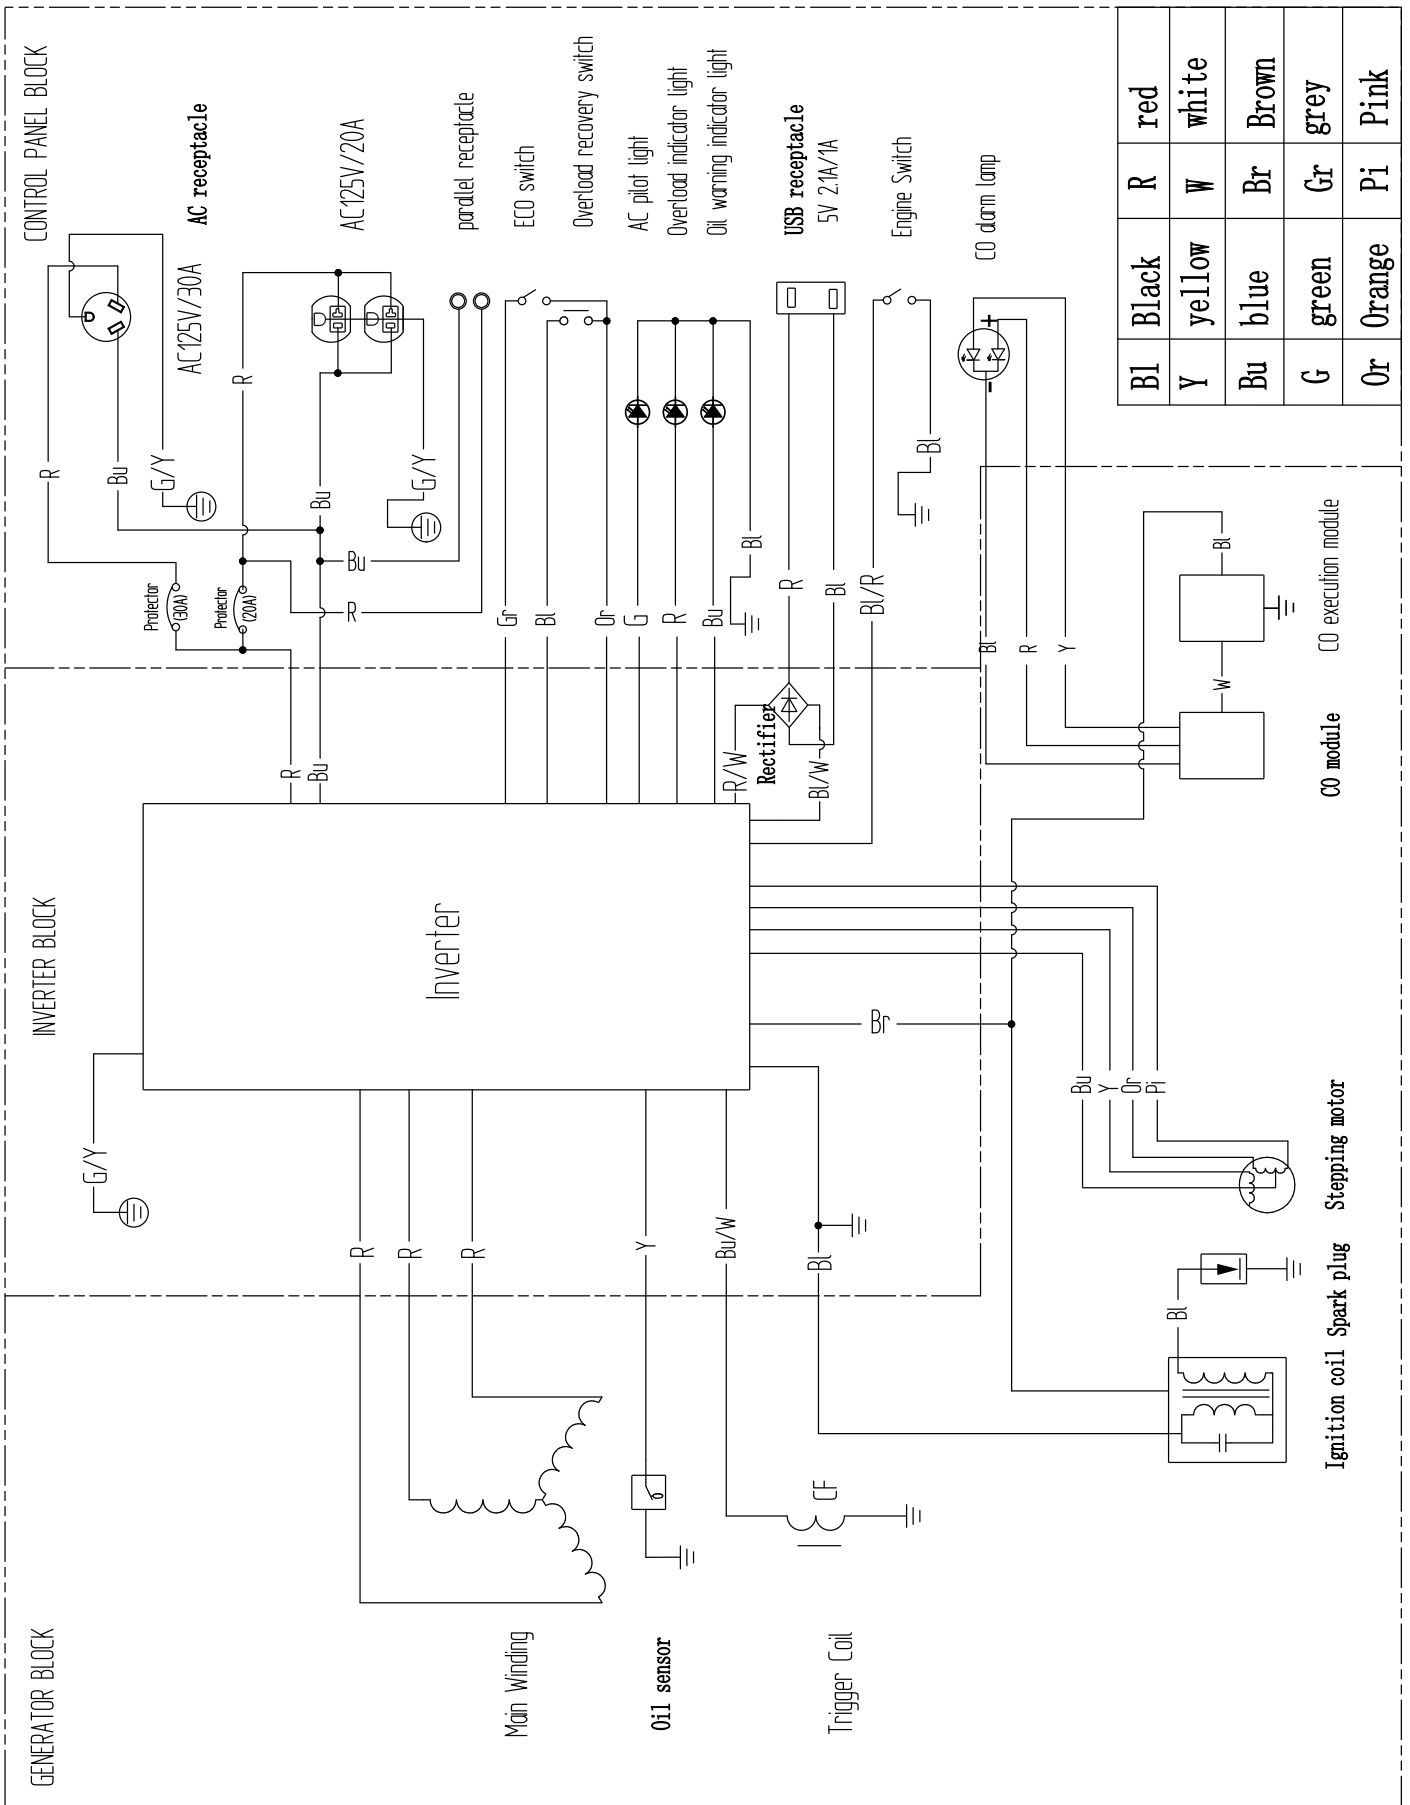 GENERATOR BLOCK
INVERTER BLOCK
CONTROL PANEL BLOCK
G/Y
Inverter
R
Bu
R
R
R
Y
Bu/W
Bl
Br
Main Winding
Oil sensor
Trigger Coil
CF
Protector
(30A)
Protector
(20A)
R
Bu
G/Y
R
Bu
G/Y
Bu
R
AC receptacle
AC125V/30A
AC125V/20A
parallel receptacle
ECO switch
Overload recovery switch
AC pilot light
Overload indicator light
Oil warning indicator light
USB receptacle
5V 2.1A/1A
Engine Switch
CO alarm lamp
Gr
Bl
Or
G
R
Bu
Bl
R
Bl
Bl/R
Bl
R/W
Rectifier
Bl/W
+
-
Bl
R
Y
W
Bl
CO module
CO execution module
Bu
Y
Or
Pi
Bl
Ignition coil
Spark plug
Stepping motor
Bl Black R red
Y yellow W white
Bu blue Br Brown
G green Gr grey
Or Orange Pi Pink